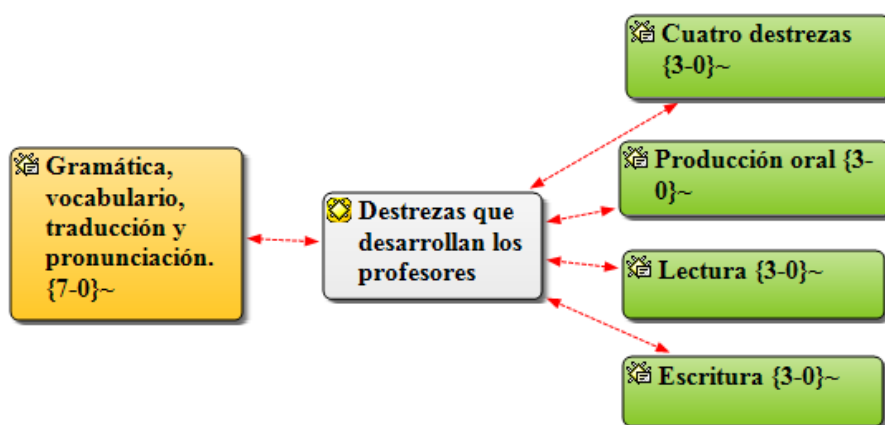 Gramática,
vocabulario,
traducción y
pronunciación.
{7-0}~
Destrezas que
desarrollan los
profesores
Cuatro destrezas
{3-0}~
Producción oral {3-
0}~
Lectura {3-0}~
Escritura {3-0}~